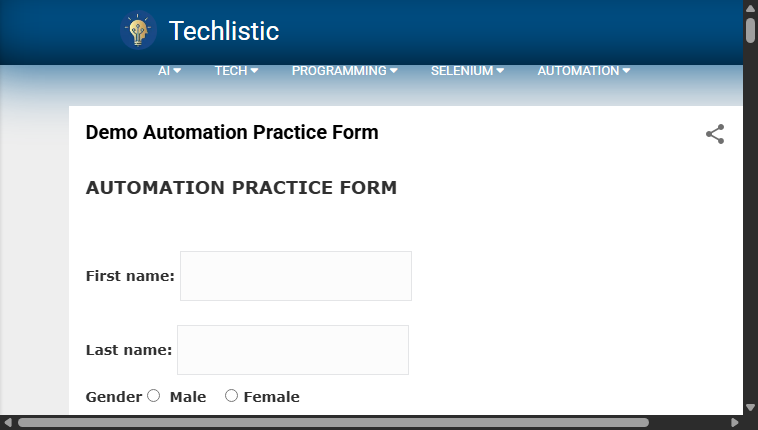 Techlistic
AI TECH PROGRAMMING SELENIUM AUTOMATION
Demo Automation Practice Form
AUTOMATION PRACTICE FORM
First name:
Last name:
Gender Male Female